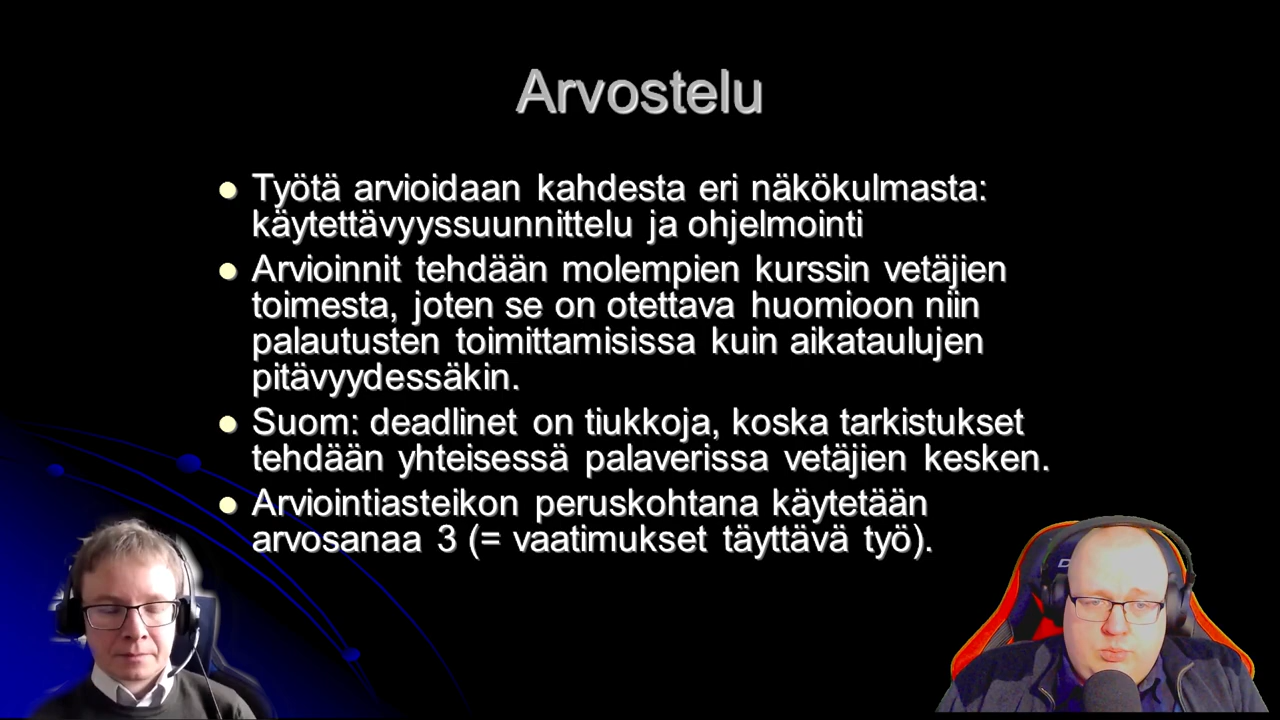 Arvostelu
Työtä arvioidaan kahdesta eri näkökulmasta:
käytettävyyssuunnittelu ja ohjelmointi
Arvioinnit tehdään molempien kurssin vetäjien
toimesta, joten se on otettava huomioon niin
palautusten toimittamisissa kuin aikataulujen
pitävyydessäkin.
Suom: deadlinet on tiukkoja, koska tarkistukset
tehdään yhteisessä palaverissa vetäjien kesken.
Arviointiasteikon peruskohtana käytetään
arvosanaa 3 (= vaatimukset täyttävä työ).